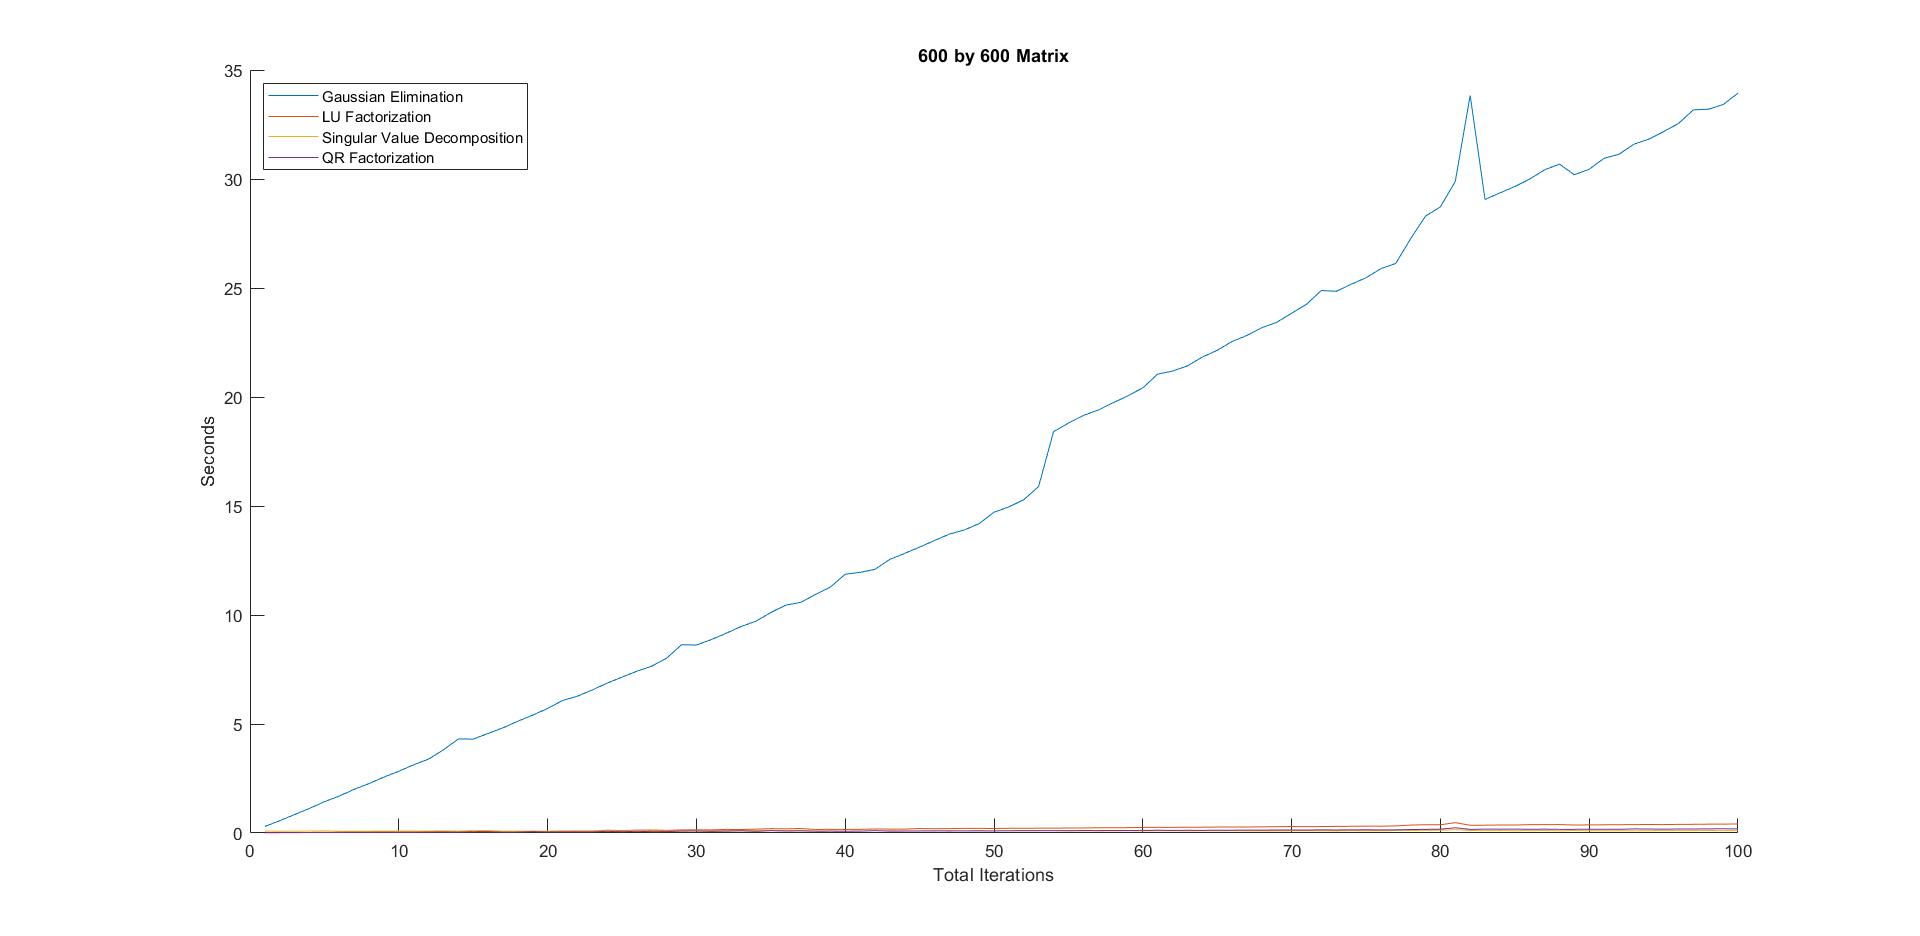 600 by 600 Matrix
35
Gaussian Elimination
LU Factorization
Singular Value Decomposition
QR Factorization
30
25
20
15
10
5
0
Seconds
0 10 20 30 40 50 60 70 80 90 100
Total Iterations